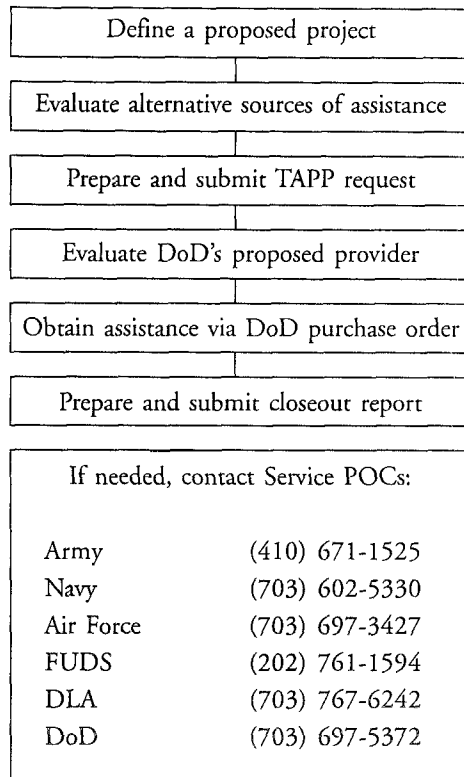 Define a proposed project
Evaluate alternative sources of assistance
Prepare and submit TAPP request
Evaluate DoD's proposed provider
Obtain assistance via DoD purchase order
Prepare and submit closeout report
If needed, contact Service POCs:
Army (410) 671-1525
Navy (703) 602-5330
Air Force (703) 697-3427
FUDS (202) 761-1594
DLA (703) 767-6242
DoD (703) 697-5372